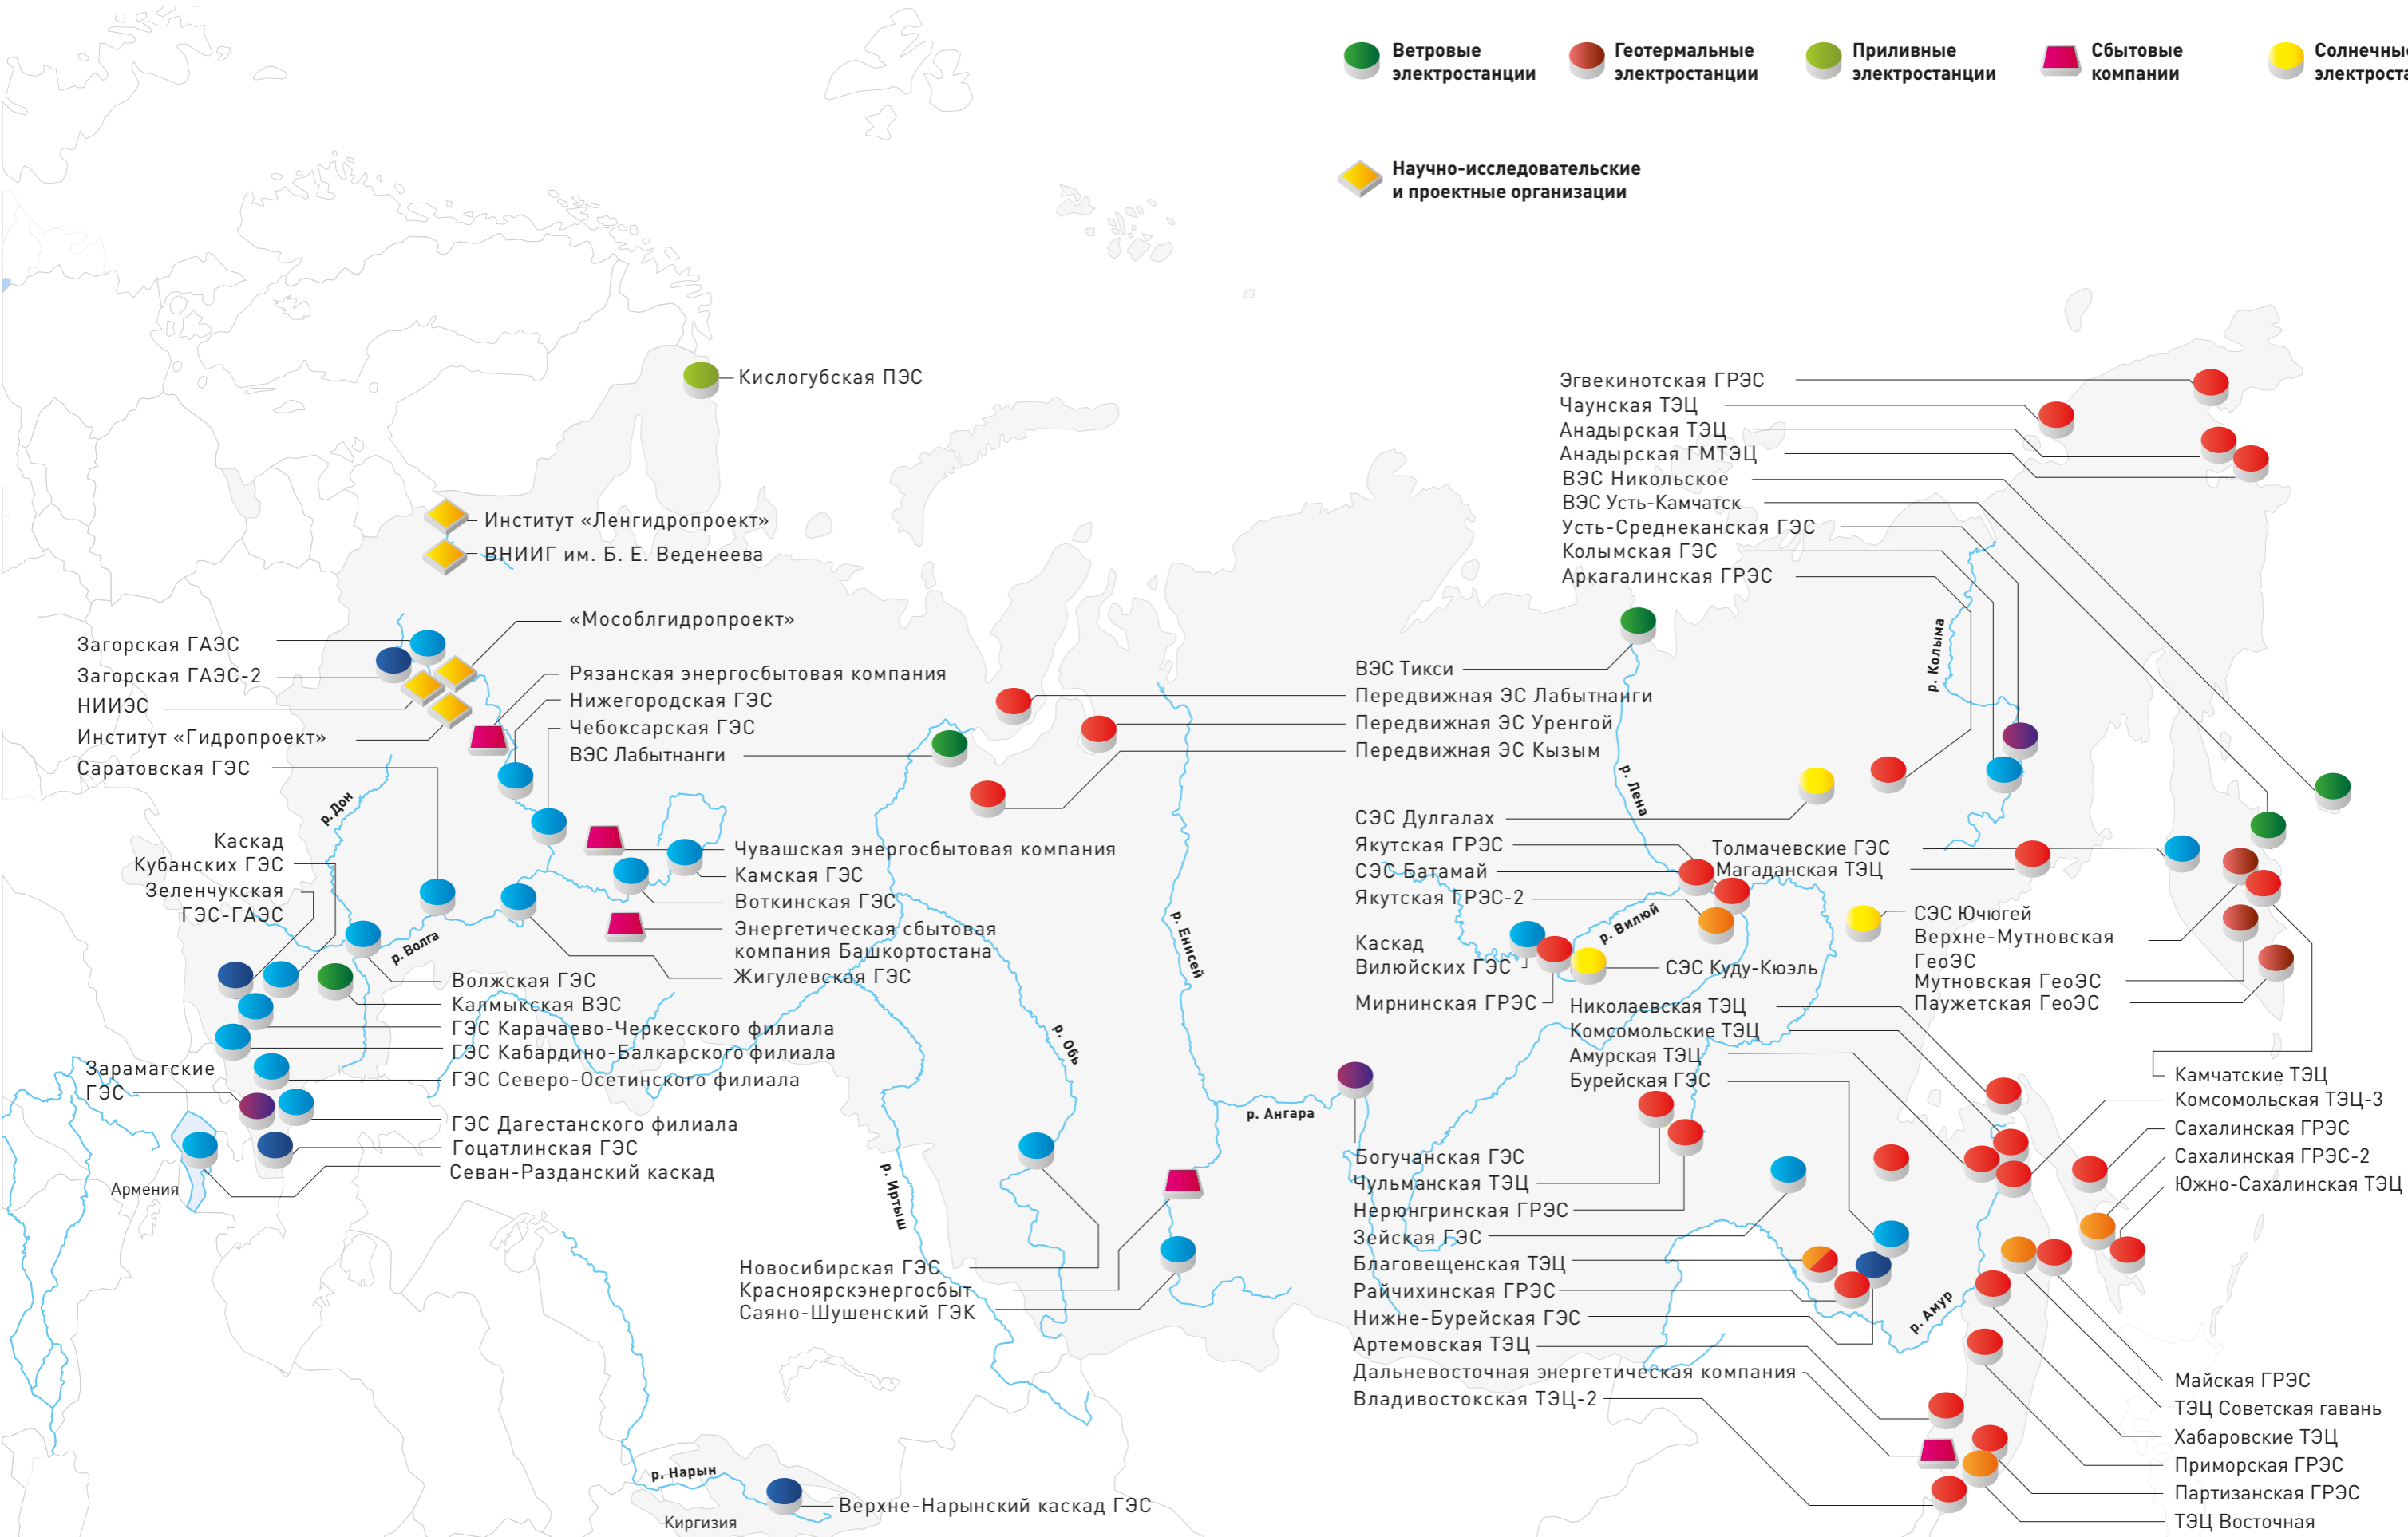 Ветровые
электростанции
Геотермальные
электростанции
Приливные
электростанции
Сбытовые
компании
Научно-исследовательские
и проектные организации
Кислогубская ПЭС
Институт «Ленгидропроект»
ВНИИГ им. Б. Е. Веденеева
«Мособлгидропроект»
Загорская ГАЭС
Загорская ГАЭС-2
НИИЭС
Институт «Гидропроект»
Саратовская ГЭС
Рязанская энергосбытовая компания
Нижегородская ГЭС
Чебоксарская ГЭС
ВЭС Лабытнанги
р. Дон
Каскад
Кубанских ГЭС
Зеленчукская
ГЭС-ГАЭС
р. Волга
Чувашская энергосбытовая компания
Камская ГЭС
Воткинская ГЭС
Энергетическая сбытовая
компания Башкортостана
Жигулевская ГЭС
Волжская ГЭС
Калмыкская ВЭС
ГЭС Карачаево-Черкесского филиала
ГЭС Кабардино-Балкарского филиала
ГЭС Северо-Осетинского филиала
Зарамагские
ГЭС
ГЭС Дагестанского филиала
Гоцатлинская ГЭС
Севан-Разданский каскад
Армения
р. Иртыш
р. Обь
р. Енисей
р. Ангара
Новосибирская ГЭС
Красноярскэнергосбыт
Саяно-Шушенский ГЭК
р. Нарын
Верхне-Нарынский каскад ГЭС
Киргизия
Эгвекинотская ГРЭС
Чаунская ТЭЦ
Анадырская ТЭЦ
Анадырская ГМТЭЦ
ВЭС Никольское
ВЭС Усть-Камчатск
Усть-Среднеканская ГЭС
Колымская ГЭС
Аркагалинская ГРЭС
р. Колыма
ВЭС Тикси
Передвижная ЭС Лабытнанги
Передвижная ЭС Уренгой
Передвижная ЭС Кызым
р. Лена
СЭС Дулгалах
Якутская ГРЭС
СЭС Батамай
Якутская ГРЭС-2
Толмачевские ГЭС
Магаданская ТЭЦ
р. Вилюй
Каскад
Вилюйских ГЭС
СЭС Куду-Кюэль
Мирнинская ГРЭС
СЭС Ючюгей
Верхне-Мутновская
ГеоЭС
Мутновская ГеоЭС
Паужетская ГеоЭС
Николаевская ТЭЦ
Комсомольские ТЭЦ
Амурская ТЭЦ
Бурейская ГЭС
Камчатские ТЭЦ
Комсомольская ТЭЦ-3
Сахалинская ГРЭС
Сахалинская ГРЭС-2
Южно-Сахалинская ТЭЦ
Богучанская ГЭС
Чульманская ТЭЦ
Нерюнгринская ГРЭС
Зейская ГЭС
Благовещенская ТЭЦ
Райчихинская ГРЭС
Нижне-Бурейская ГЭС
Артемовская ТЭЦ
Дальневосточная энергетическая компания
Владивостокская ТЭЦ-2
р. Амур
Майская ГРЭС
ТЭЦ Советская гавань
Хабаровские ТЭЦ
Приморская ГРЭС
Партизанская ГРЭС
ТЭЦ Восточная